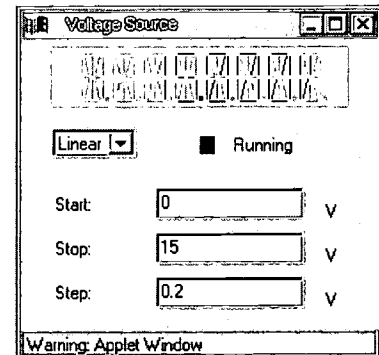 Voltage Source
Linear
Running
Start: 0 V
Stop: 15 V
Step: 0.2 V
Warning: Applet Window